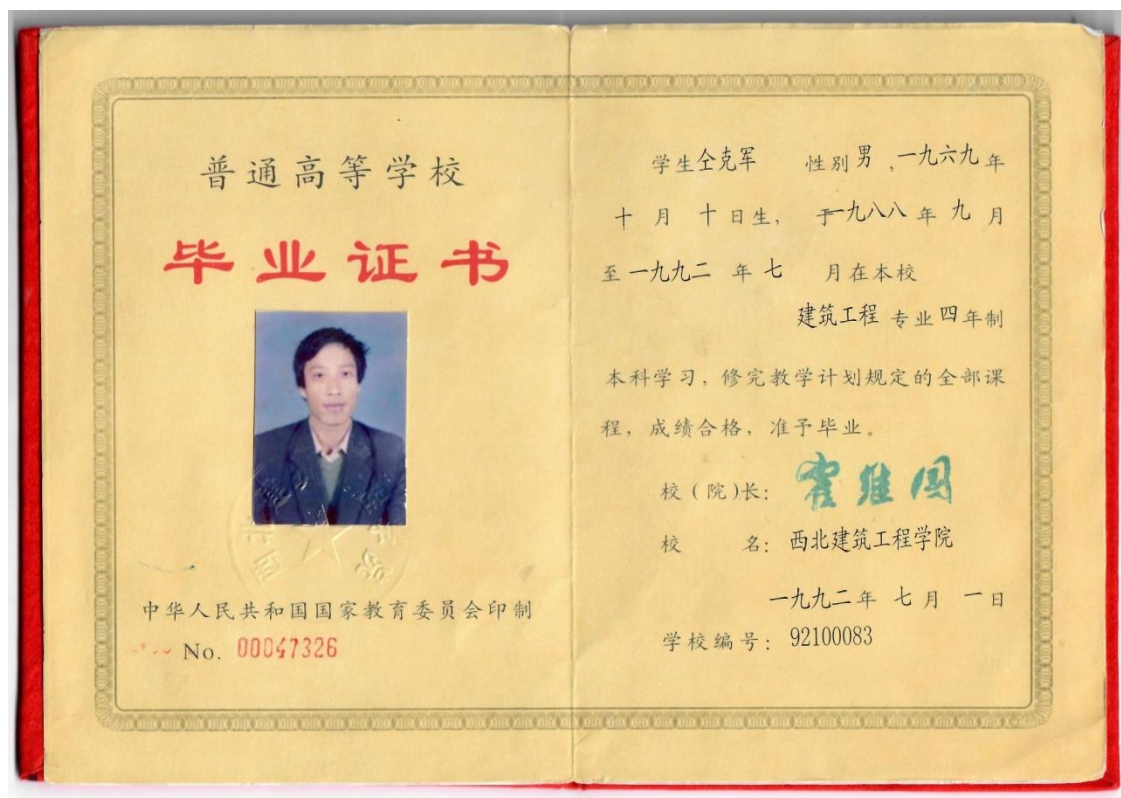 普通高等学校
毕业证书
中华人民共和国国家教育委员会印制
No. 00047326
学生仝克军 性别男,一九六九年
十月十日生,于一九八八年九月
至一九九二年七月在本校
建筑工程专业四年制
本科学习,修完教学计划规定的全部课
程,成绩合格,准予毕业。
校(院)长:霍维国
校名:西北建筑工程学院
一九九二年七月一日
学校编号:92100083